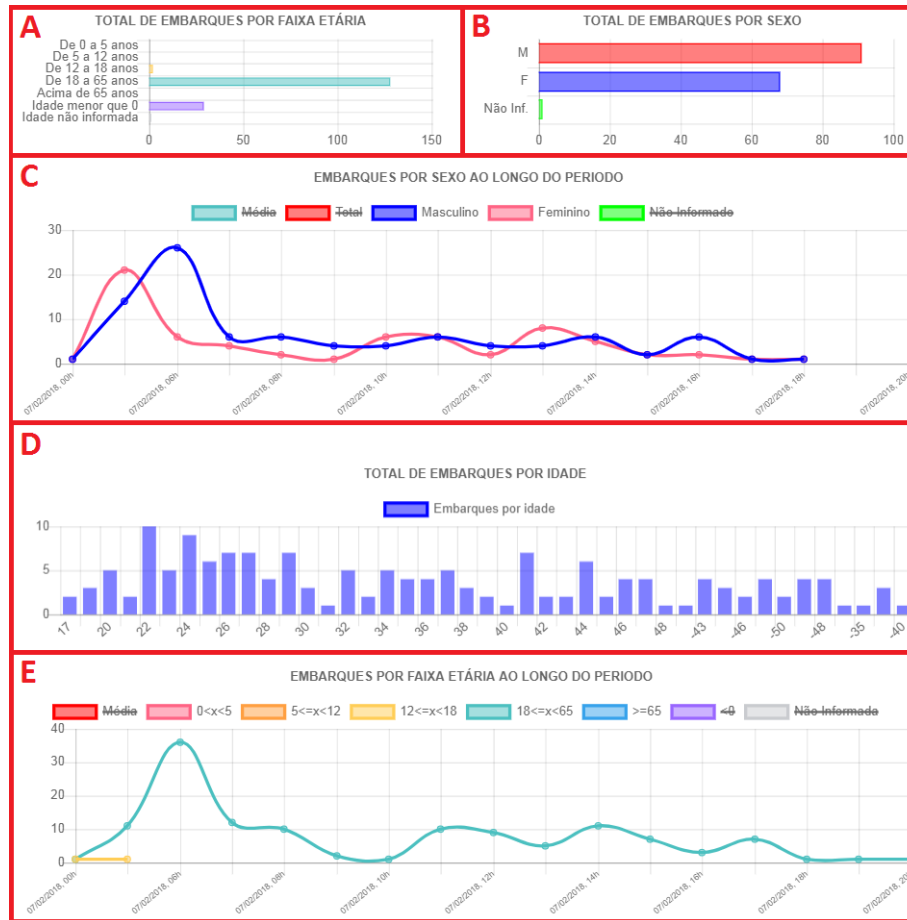 A
TOTAL DE EMBARQUES POR FAIXA ETÁRIA
De 0 a 5 anos
De 5 a 12 anos
De 12 a 18 anos
De 18 a 65 anos
Acima de 65 anos
Idade menor que 0
Idade não informada
0 50 100 150
B
TOTAL DE EMBARQUES POR SEXO
M
F
Não Inf.
0 20 40 60 80 100
C
EMBARQUES POR SEXO AO LONGO DO PERIODO
Média Total Masculino Feminino Não Informado
30
20
10
0
07/02/2018, 00h 07/02/2018, 06h 07/02/2018, 08h 07/02/2018, 10h 07/02/2018, 12h 07/02/2018, 14h 07/02/2018, 16h 07/02/2018, 18h 07/02/2018, 20h
D
TOTAL DE EMBARQUES POR IDADE
Embarques por idade
10
5
0
17 20 22 24 26 28 30 32 34 36 38 40 42 44 46 48 -43 -46 -50 -48 -35 -40
E
EMBARQUES POR FAIXA ETÁRIA AO LONGO DO PERIODO
Média 0<x<5 5<=x<12 12<=x<18 18<=x<65 >=65 <0 Não Informada
40
30
20
10
0
07/02/2018, 00h 07/02/2018, 06h 07/02/2018, 08h 07/02/2018, 10h 07/02/2018, 12h 07/02/2018, 14h 07/02/2018, 16h 07/02/2018, 18h 07/02/2018, 20h